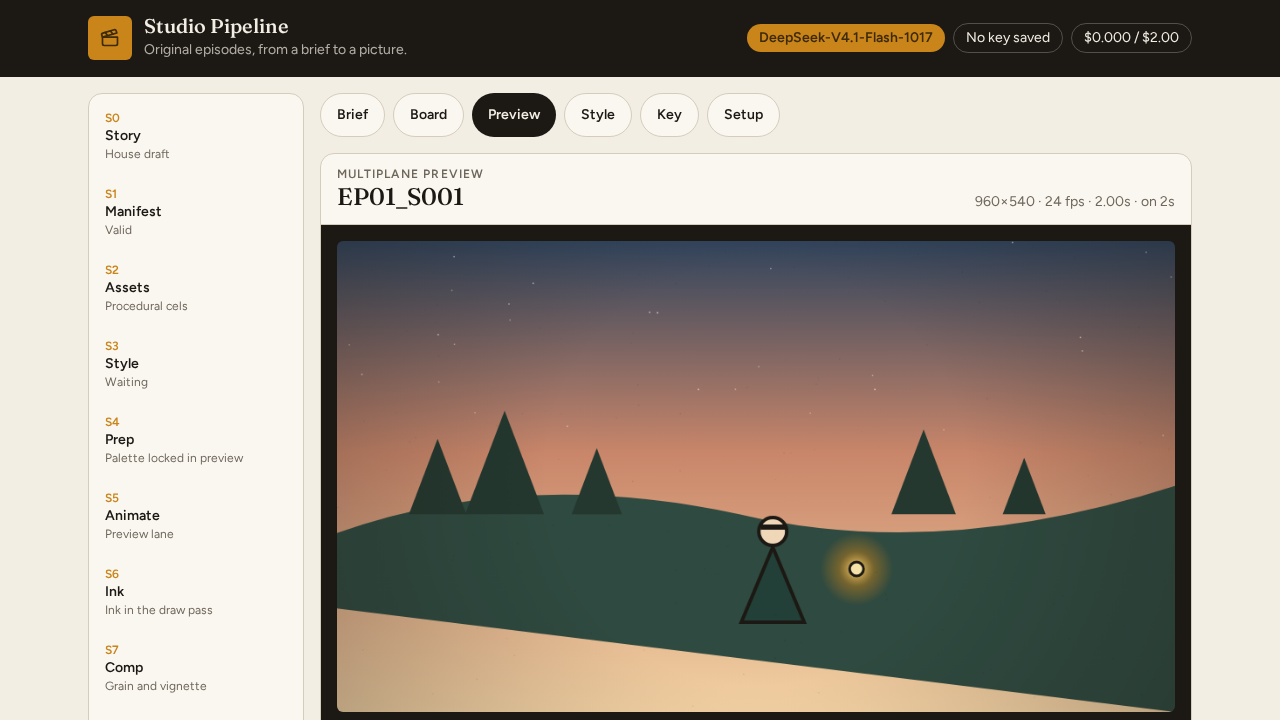 Studio Pipeline
Original episodes, from a brief to a picture.
DeepSeek-V4.1-Flash-1017
No key saved
$0.000 / $2.00
S0
Story
House draft
S1
Manifest
Valid
S2
Assets
Procedural cels
S3
Style
Waiting
S4
Prep
Palette locked in preview
S5
Animate
Preview lane
S6
Ink
Ink in the draw pass
S7
Comp
Grain and vignette
Brief
Board
Preview
Style
Key
Setup
MULTIPLANE PREVIEW
EP01_S001
960×540 · 24 fps · 2.00s · on 2s